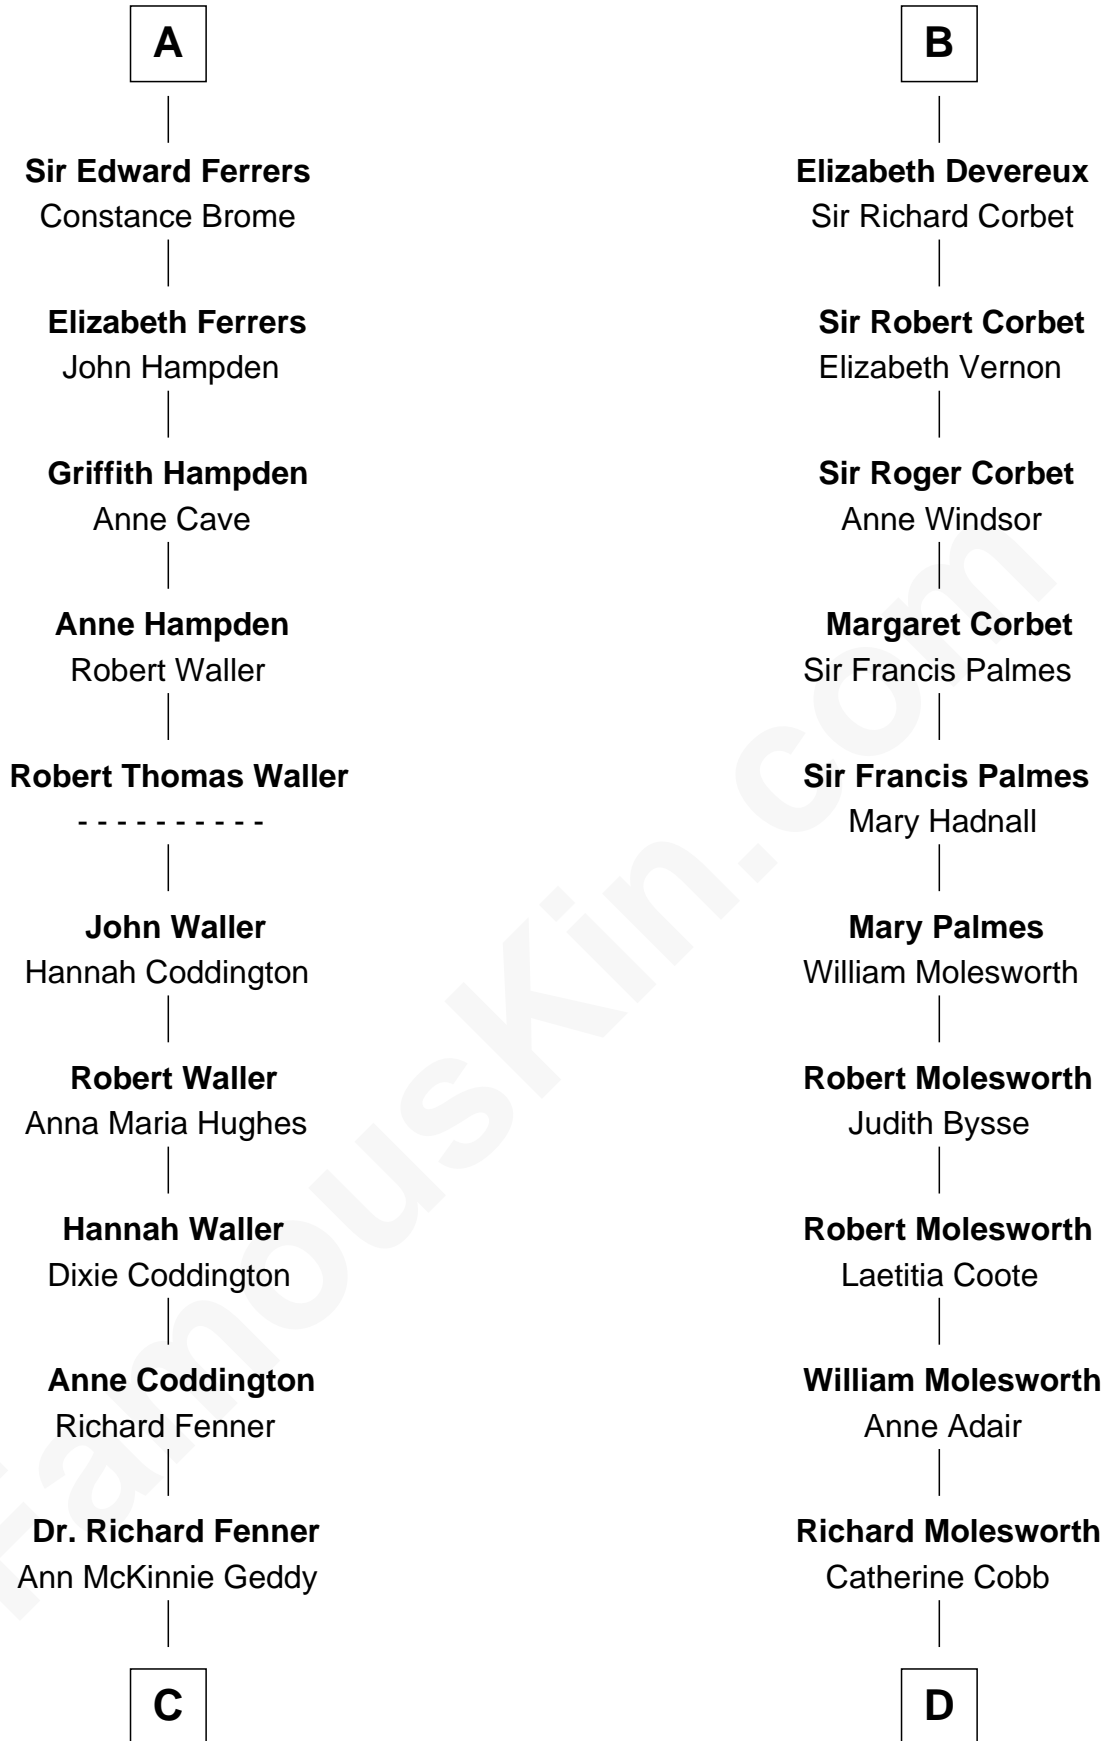 A
Sir Edward Ferrers
Constance Brome
Elizabeth Ferrers
John Hampden
Griffith Hampden
Anne Cave
Anne Hampden
Robert Waller
Robert Thomas Waller
- - - - - - - - - -
John Waller
Hannah Coddington
Robert Waller
Anna Maria Hughes
Hannah Waller
Dixie Coddington
Anne Coddington
Richard Fenner
Dr. Richard Fenner
Ann McKinnie Geddy
C
B
Elizabeth Devereux
Sir Richard Corbet
Sir Robert Corbet
Elizabeth Vernon
Sir Roger Corbet
Anne Windsor
Margaret Corbet
Sir Francis Palmes
Sir Francis Palmes
Mary Hadnall
Mary Palmes
William Molesworth
Robert Molesworth
Judith Bysse
Robert Molesworth
Laetitia Coote
William Molesworth
Anne Adair
Richard Molesworth
Catherine Cobb
D
FamousKin.com